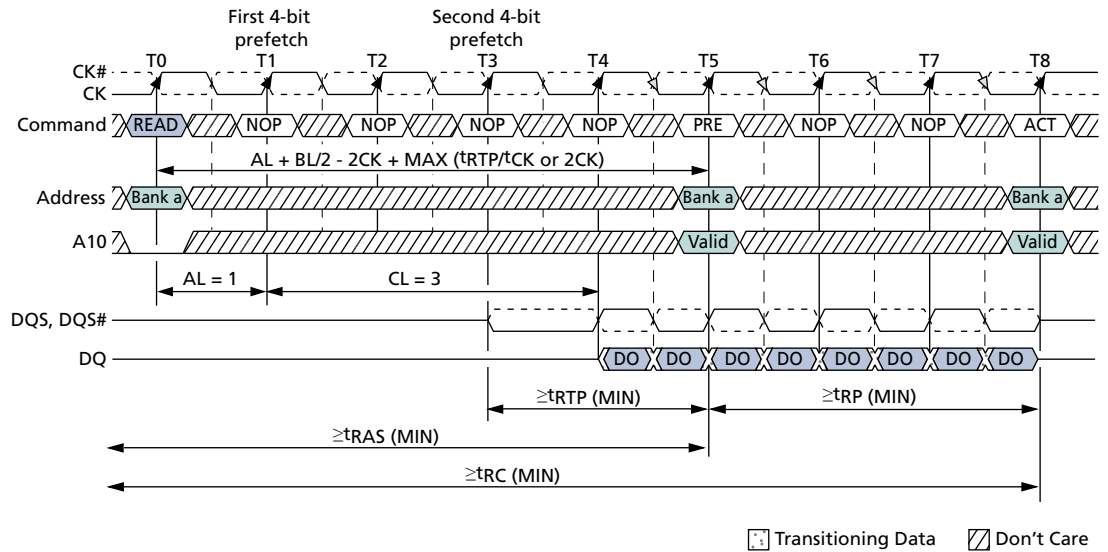 First 4-bit prefetch
Second 4-bit prefetch
T0 T1 T2 T3 T4 T5 T6 T7 T8
CK#
CK
Command READ NOP NOP NOP NOP PRE NOP NOP ACT
AL + BL/2 - 2CK + MAX (tRTP/tCK or 2CK)
Address Bank a Bank a Bank a
A10 Valid Valid
AL = 1 CL = 3
DQS, DQS#
DQ DO DO DO DO DO DO DO DO
≥tRTP (MIN) ≥tRP (MIN)
≥tRAS (MIN)
≥tRC (MIN)
Transitioning Data Don't Care